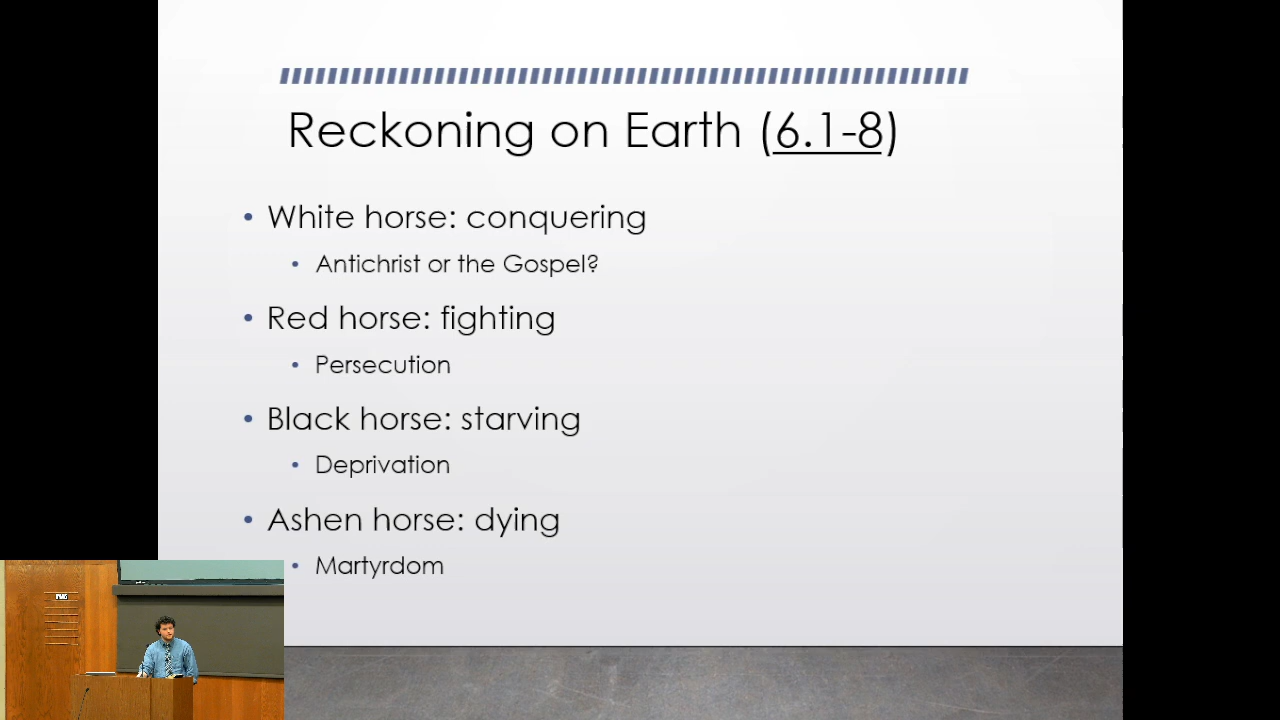 Reckoning on Earth (6.1-8)
• White horse: conquering
• Antichrist or the Gospel?
• Red horse: fighting
• Persecution
• Black horse: starving
• Deprivation
• Ashen horse: dying
• Martyrdom